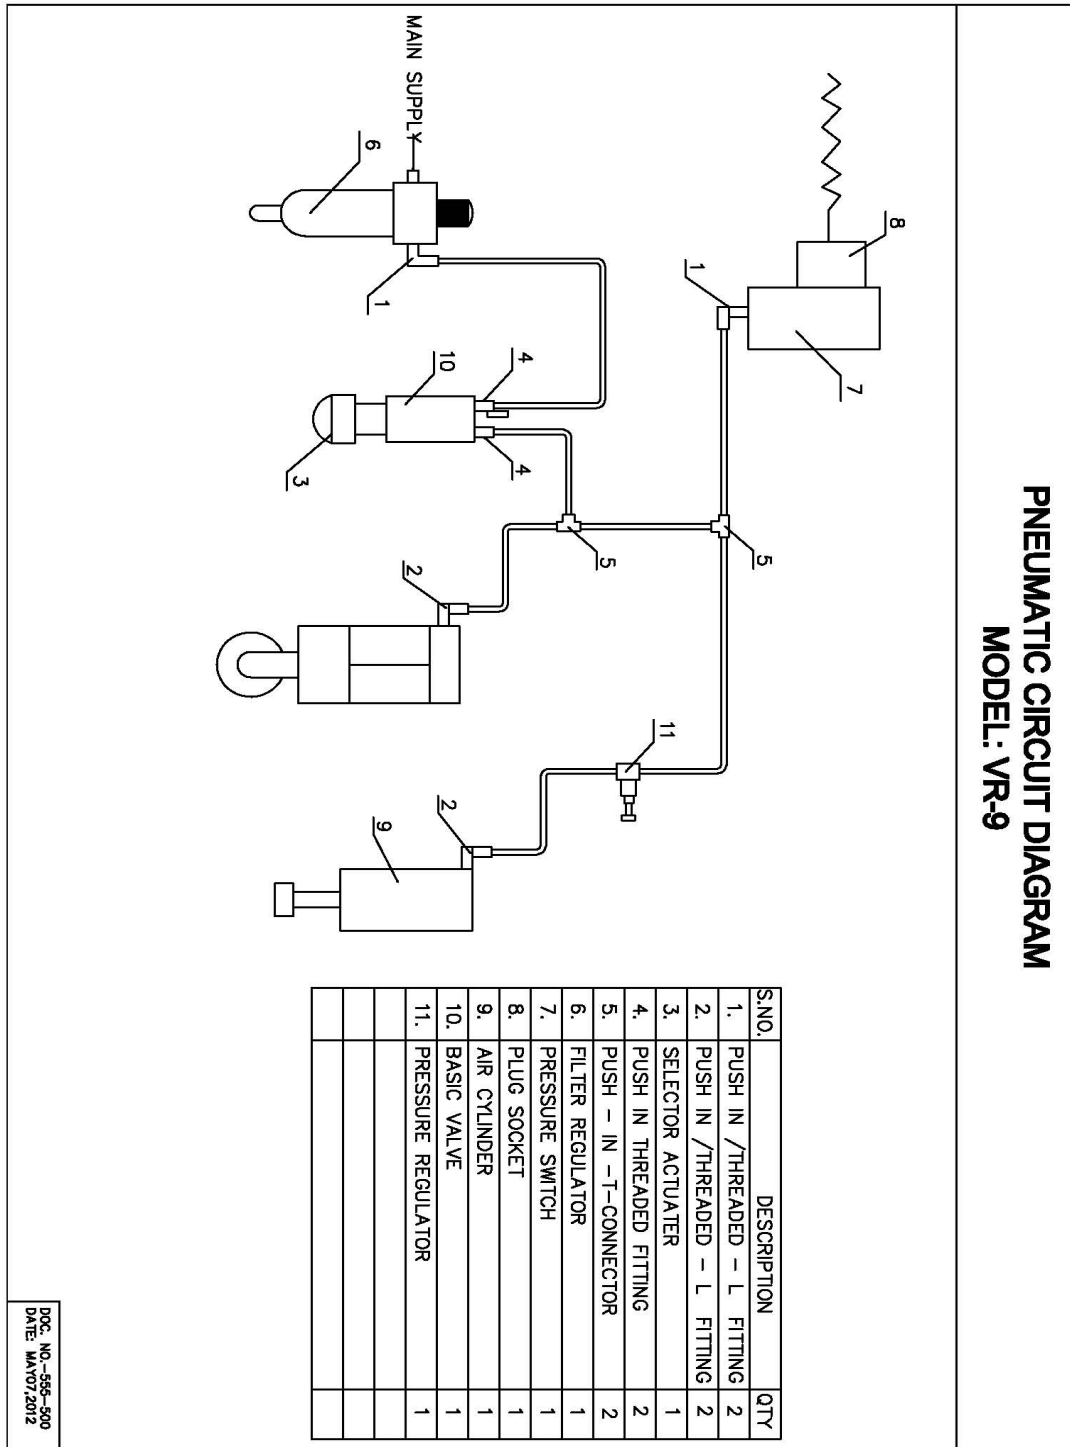 PNEUMATIC CIRCUIT DIAGRAM
MODEL: VR-9
MAIN SUPPLY
6
1
8
1
7
10
4
3
4
5
5
2
11
2
9
S.NO. DESCRIPTION QTY
1. PUSH IN /THREADED - L FITTING 2
2. PUSH IN /THREADED - L FITTING 2
3. SELECTOR ACTUATER 1
4. PUSH IN THREADED FITTING 2
5. PUSH - IN -T-CONNECTOR 2
6. FILTER REGULATOR 1
7. PRESSURE SWITCH 1
8. PLUG SOCKET 1
9. AIR CYLINDER 1
10. BASIC VALVE 1
11. PRESSURE REGULATOR 1
DOC. NO.-555-500
DATE: MAY07,2012